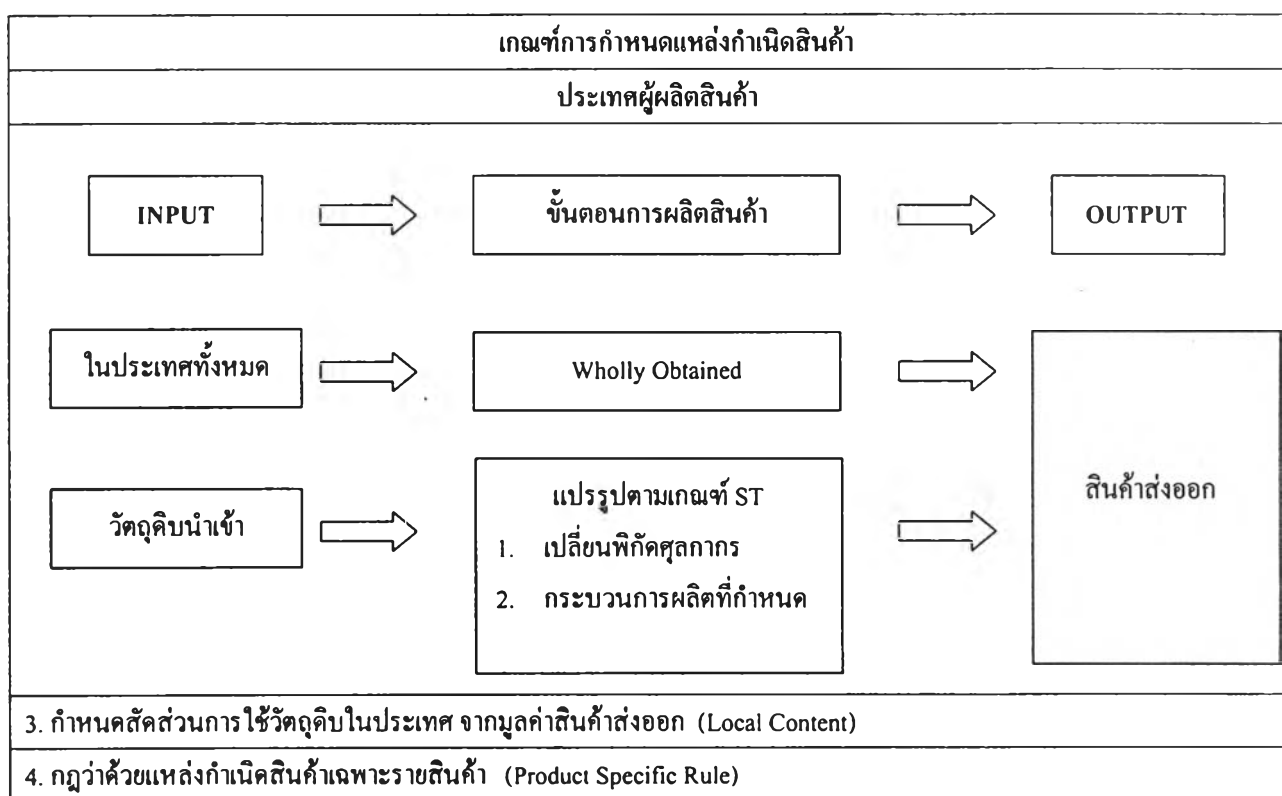 เกณฑ์การกำหนดแหล่งกำเนิดสินค้า
ประเทศผู้ผลิตสินค้า
INPUT
ขั้นตอนการผลิตสินค้า
OUTPUT
ในประเทศทั้งหมด
Wholly Obtained
วัตถุดิบนำเข้า
แปรรูปตามเกณฑ์ ST
1. เปลี่ยนพิกัดศุลกากร
2. กระบวนการผลิตที่กำหนด
สินค้าส่งออก
3. กำหนดสัดส่วนการใช้วัตถุดิบในประเทศ จากมูลค่าสินค้าส่งออก (Local Content)
4. กฎว่าด้วยแหล่งกำเนิดสินค้าเฉพาะรายสินค้า (Product Specific Rule)